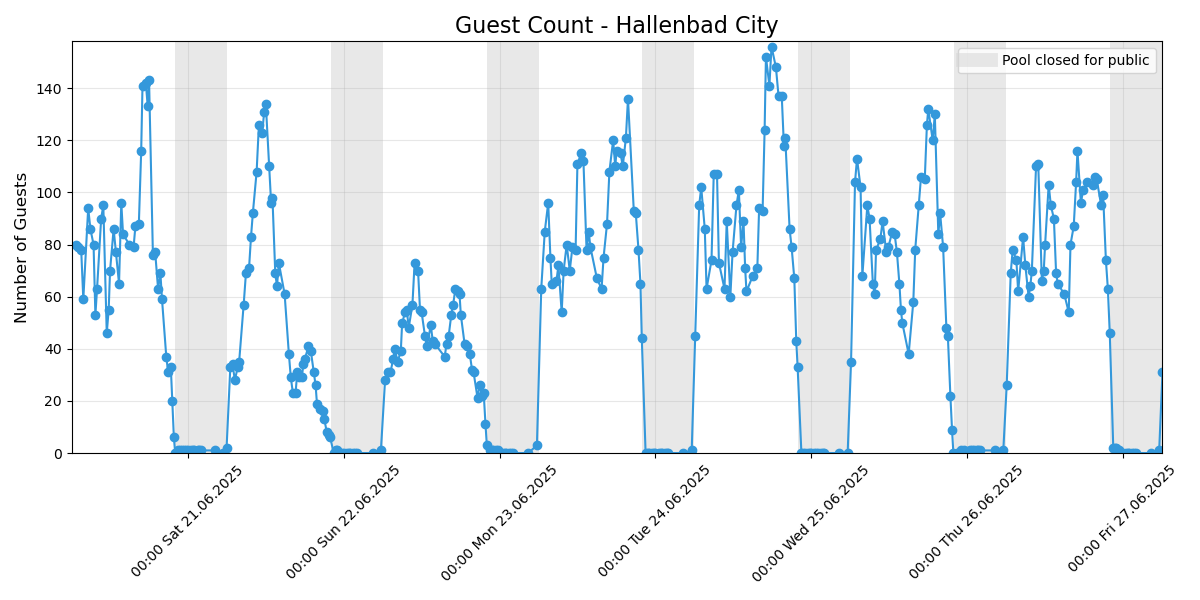 Guest Count - Hallenbad City
Pool closed for public
Number of Guests
140
120
100
80
60
40
20
0
00:00 Sat 21.06.2025
00:00 Sun 22.06.2025
00:00 Mon 23.06.2025
00:00 Tue 24.06.2025
00:00 Wed 25.06.2025
00:00 Thu 26.06.2025
00:00 Fri 27.06.2025